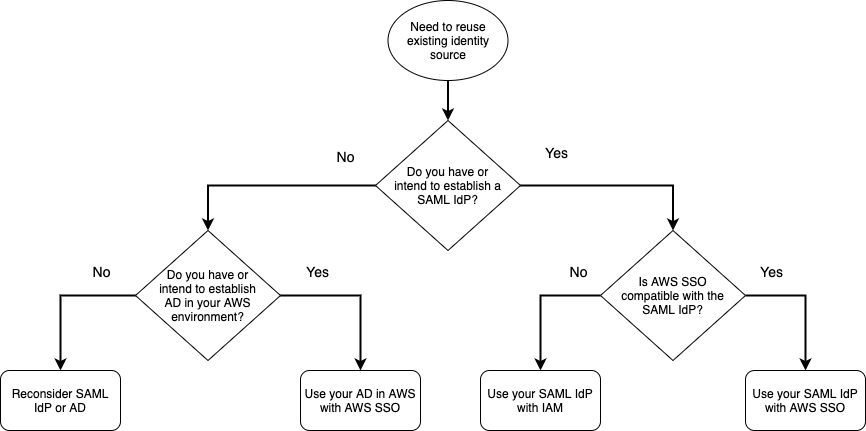 Need to reuse
existing identity
source
No
Yes
Do you have or
intend to establish a
SAML IdP?
No
Do you have or
intend to establish
AD in your AWS
environment?
Yes
No
Is AWS SSO
compatible with the
SAML IdP?
Yes
Reconsider SAML
IdP or AD
Use your AD in AWS
with AWS SSO
Use your SAML IdP
with IAM
Use your SAML IdP
with AWS SSO